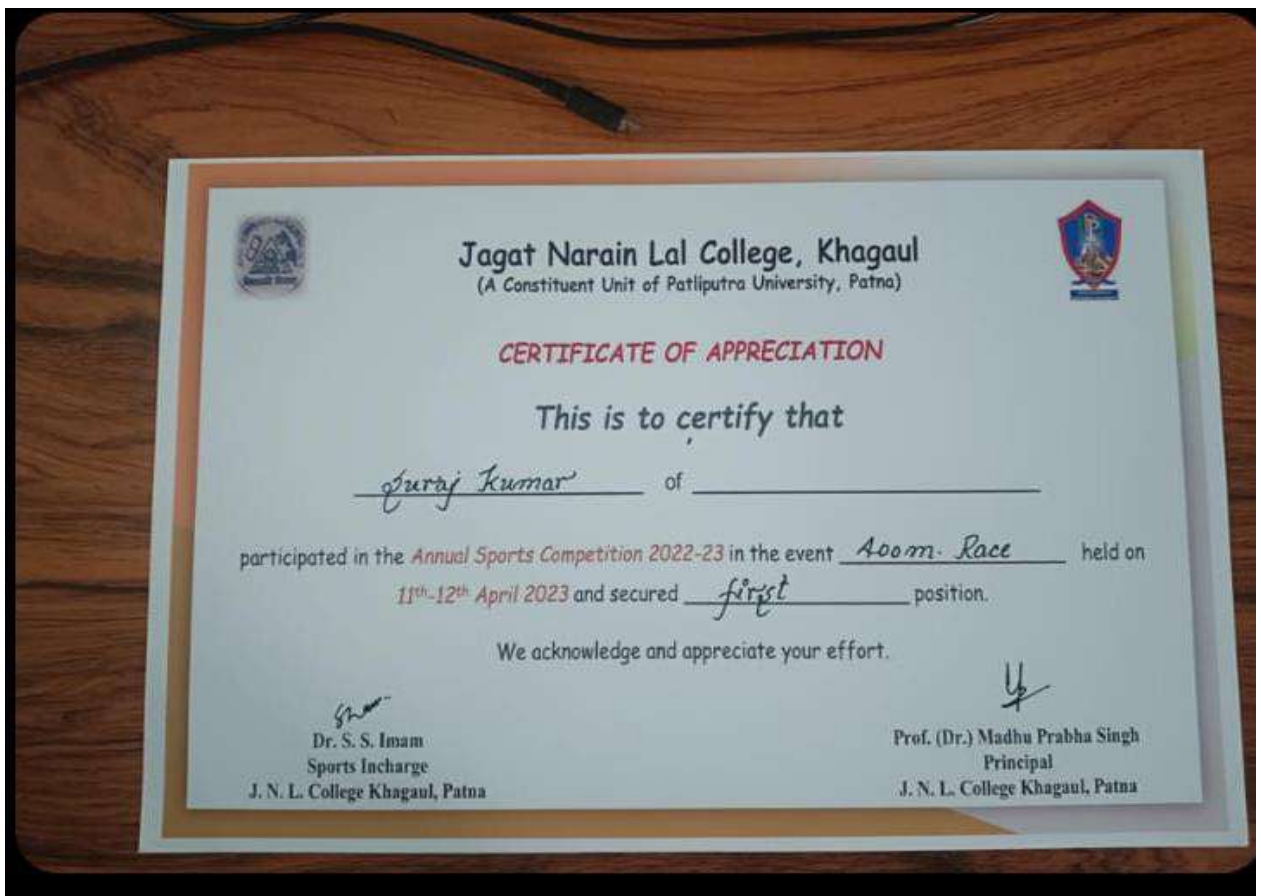 Jagat Narain Lal College, Khagaul
(A Constituent Unit of Patliputra University, Patna)
CERTIFICATE OF APPRECIATION
This is to certify that
Suraj Kumar of
participated in the Annual Sports Competition 2022-23 in the event 400m. Race held on
11th-12th April 2023 and secured first position.
We acknowledge and appreciate your effort.
Dr. S. S. Imam
Sports Incharge
J. N. L. College Khagaul, Patna
Prof. (Dr.) Madhu Prabha Singh
Principal
J. N. L. College Khagaul, Patna